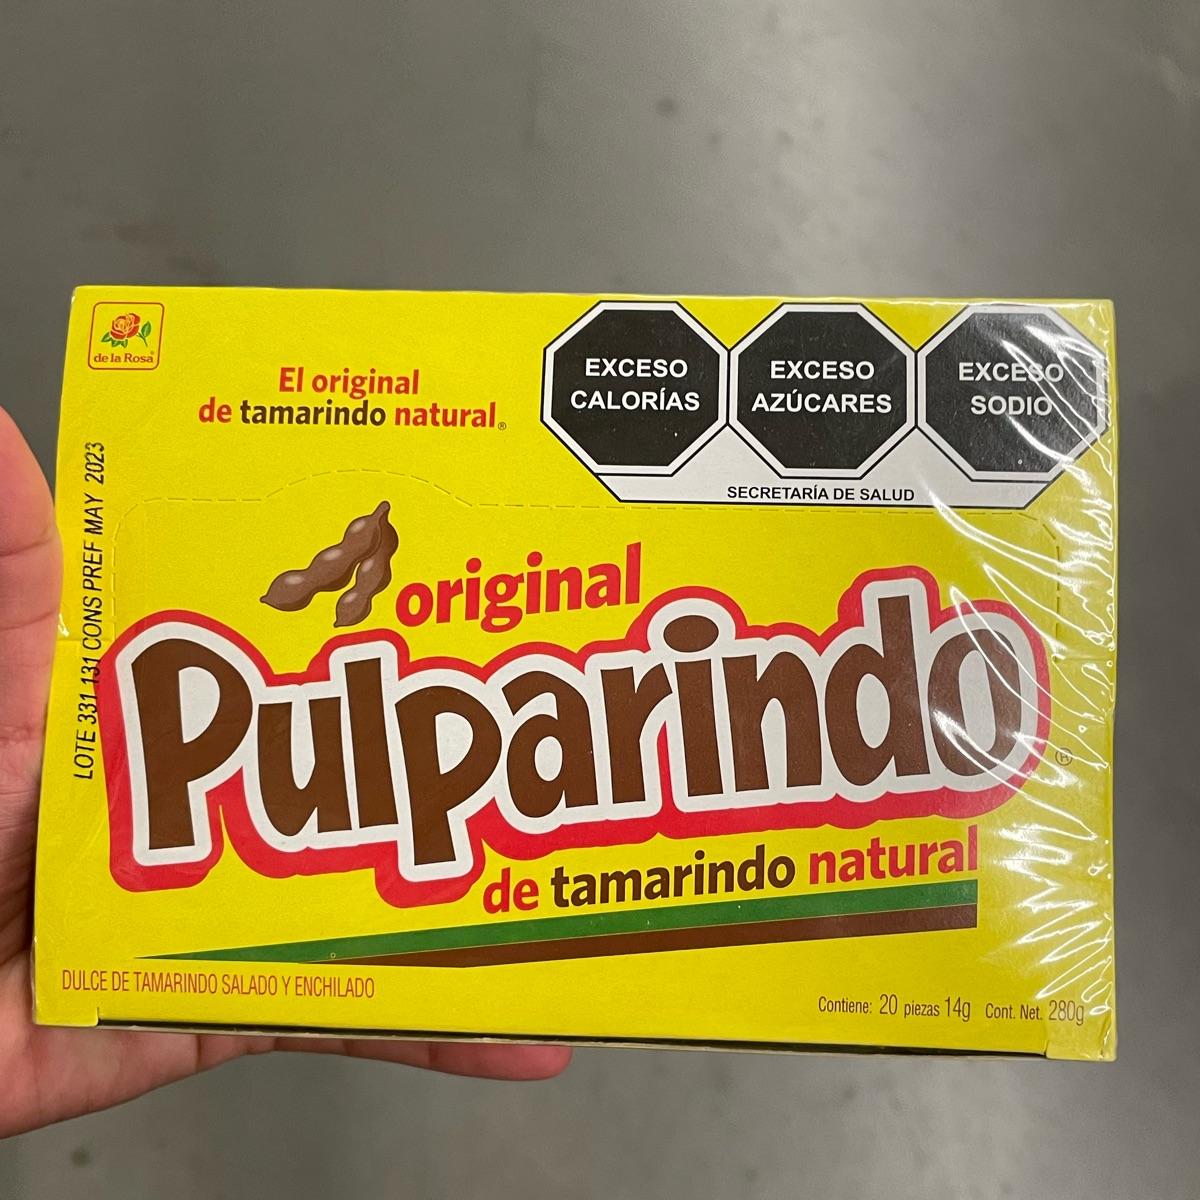 de la Rosa®
El original
de tamarindo natural®
EXCESO
CALORÍAS
EXCESO
AZÚCARES
EXCESO
SODIO
SECRETARÍA DE SALUD
LOTE 331 131 CONS PREF MAY 2023
original
Pulparindo®
de tamarindo natural
DULCE DE TAMARINDO SALADO Y ENCHILADO
Contiene: 20 piezas 14g Cont. Net. 280g